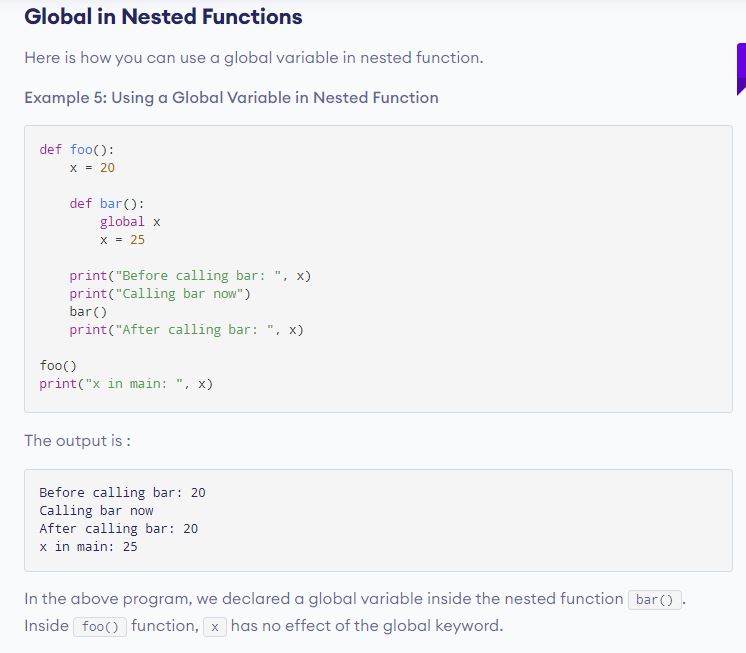 Global in Nested Functions
Here is how you can use a global variable in nested function.
Example 5: Using a Global Variable in Nested Function
def foo():
    x = 20

    def bar():
        global x
        x = 25

    print("Before calling bar: ", x)
    print("Calling bar now")
    bar()
    print("After calling bar: ", x)

foo()
print("x in main: ", x)
The output is :
Before calling bar: 20
Calling bar now
After calling bar: 20
x in main: 25
In the above program, we declared a global variable inside the nested function bar() .
Inside foo() function, x has no effect of the global keyword.